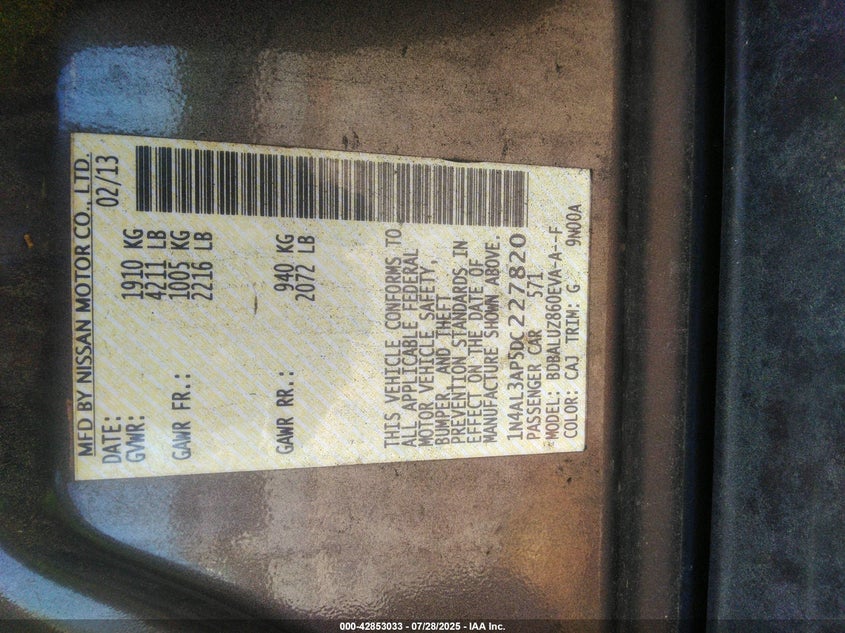 MFD BY NISSAN MOTOR CO., LTD.
DATE: 02/13
GVWR: 1910 KG
4211 LB
GAWR FR.: 1005 KG
2216 LB
GAWR RR.: 940 KG
2072 LB
THIS VEHICLE CONFORMS TO
ALL APPLICABLE FEDERAL
MOTOR VEHICLE SAFETY,
BUMPER AND THEFT
PREVENTION STANDARDS IN
EFFECT ON THE DATE OF
MANUFACTURE SHOWN ABOVE.
1N4AL3AP5DC227820
PASSENGER CAR 571
MODEL: BDBALUZ860EVA-A--F
COLOR: CAJ TRIM: G 9N00A
000-42853033 / 07/28/2025 - IAA Inc.